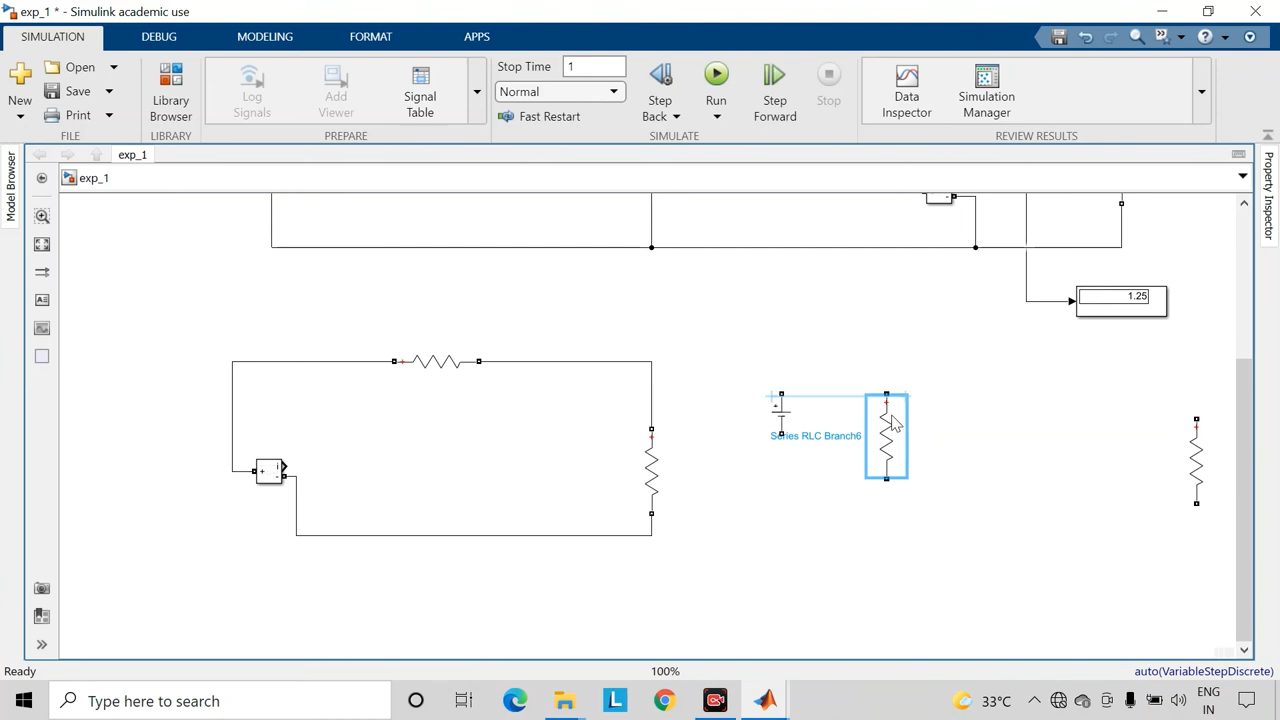 exp_1 * - Simulink academic use
SIMULATION
DEBUG
MODELING
FORMAT
APPS
New
Open
Save
Print
FILE
Library
Browser
LIBRARY
Log
Signals
Add
Viewer
Signal
Table
PREPARE
Stop Time
1
Normal
Fast Restart
Step
Back
Run
Step
Forward
Stop
SIMULATE
Data
Inspector
Simulation
Manager
REVIEW RESULTS
exp_1
exp_1
Model Browser
Property Inspector
1.25
Series RLC Branch6
i
Ready
100%
auto(VariableStepDiscrete)
Type here to search
33°C
ENG
IN